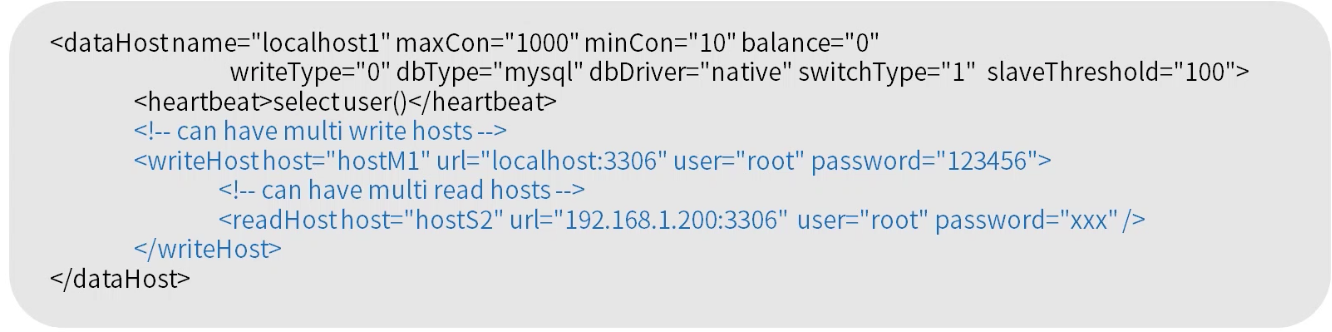 <dataHost name="localhost1" maxCon="1000" minCon="10" balance="0"
writeType="0" dbType="mysql" dbDriver="native" switchType="1" slaveThreshold="100">
<heartbeat>select user()</heartbeat>
<!-- can have multi write hosts -->
<writeHost host="hostM1" url="localhost:3306" user="root" password="123456">
<!-- can have multi read hosts -->
<readHost host="hostS2" url="192.168.1.200:3306" user="root" password="xxx" />
</writeHost>
</dataHost>